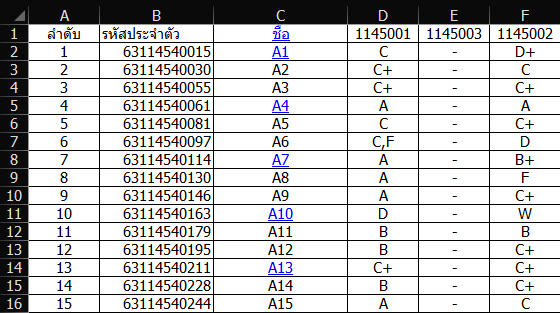 A B C D E F
1 ลำดับ รหัสประจำตัว ชื่อ 1145001 1145003 1145002
2 1 63114540015 A1 C - D+
3 2 63114540030 A2 C+ - C
4 3 63114540055 A3 C+ - C+
5 4 63114540061 A4 A - A
6 5 63114540081 A5 C - C+
7 6 63114540097 A6 C,F - D
8 7 63114540114 A7 A - B+
9 8 63114540130 A8 A - F
10 9 63114540146 A9 A - C+
11 10 63114540163 A10 D - W
12 11 63114540179 A11 B - B
13 12 63114540195 A12 B - C+
14 13 63114540211 A13 C+ - C+
15 14 63114540228 A14 B - C+
16 15 63114540244 A15 A - C